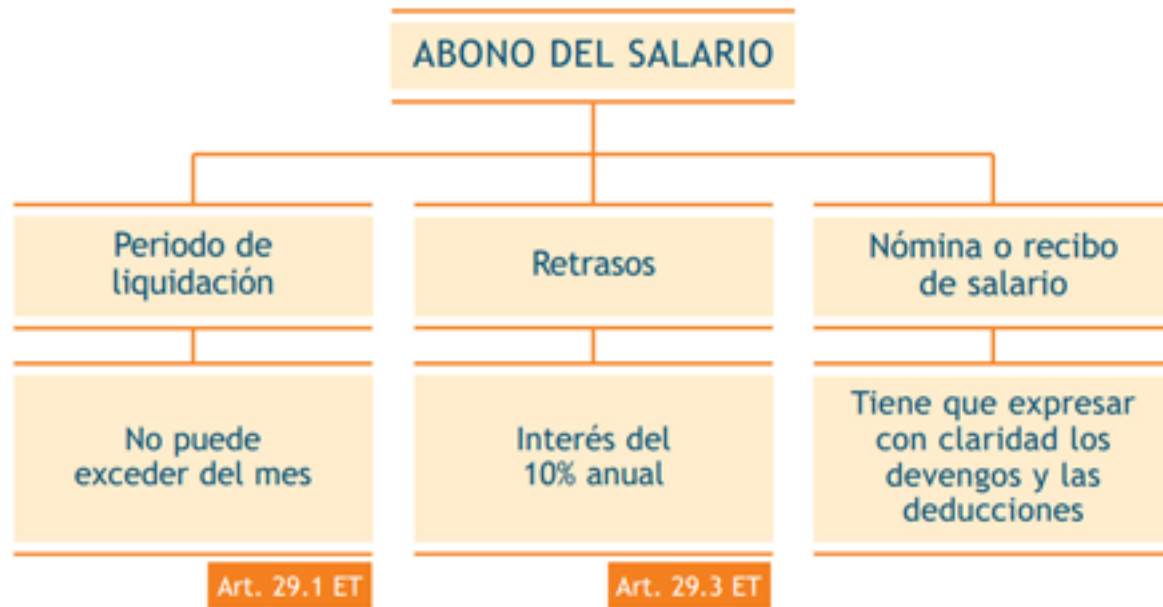 ABONO DEL SALARIO
Periodo de
liquidación
No puede
exceder del mes
Art. 29.1 ET
Retrasos
Interés del
10% anual
Art. 29.3 ET
Nómina o recibo
de salario
Tiene que expresar
con claridad los
devengos y las
deducciones